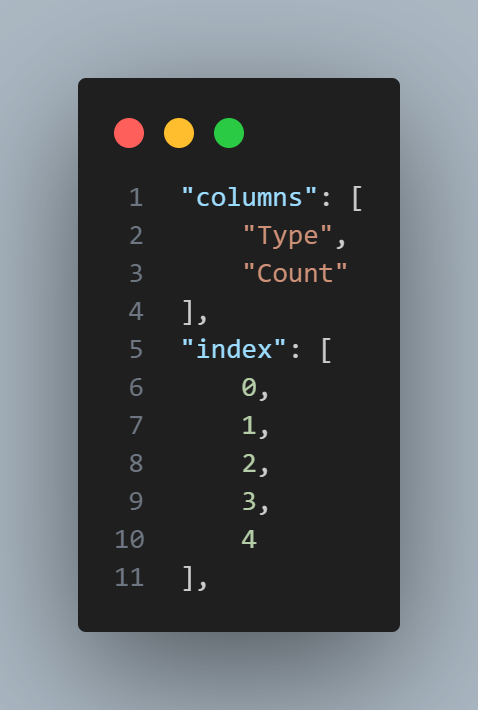 1 "columns": [
2     "Type",
3     "Count"
4 ],
5 "index": [
6     0,
7     1,
8     2,
9     3,
10     4
11 ],